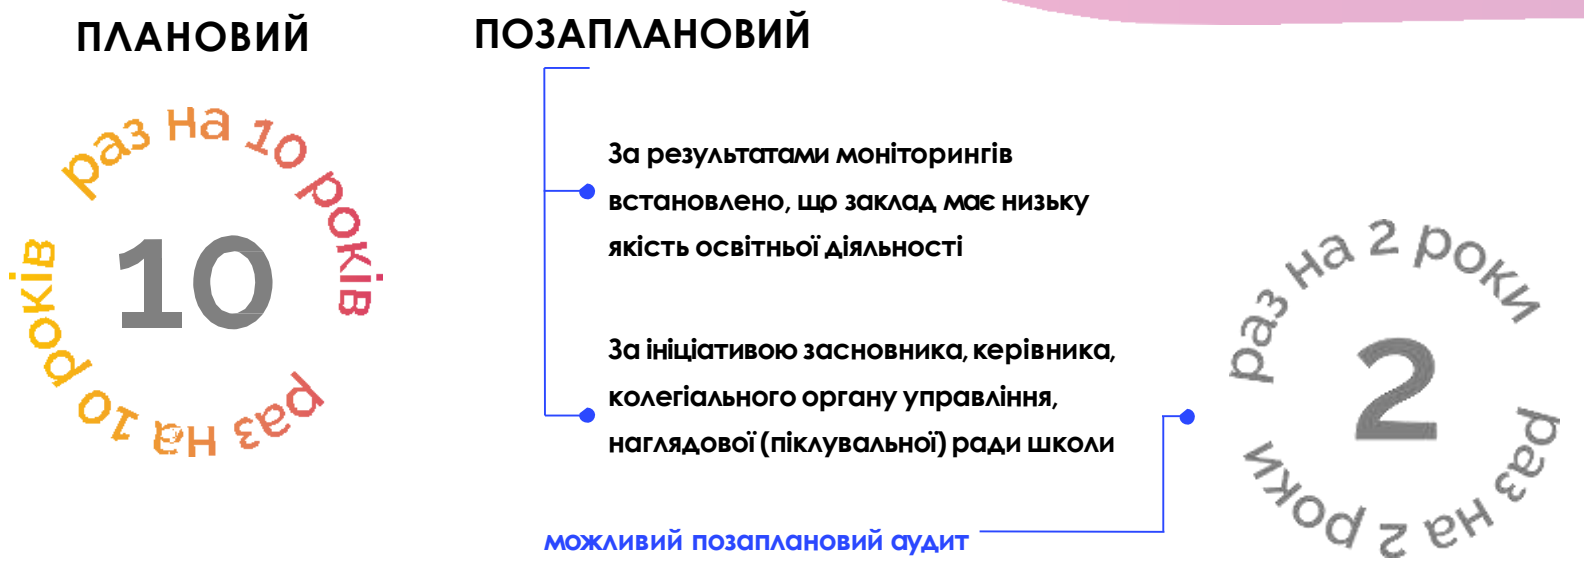 ПЛАНОВИЙ
раз на 10 років
раз на 10 років
10
ПОЗАПЛАНОВИЙ
За результатами моніторингів
встановлено, що заклад має низьку
якість освітньої діяльності
За ініціативою засновника, керівника,
колегіального органу управління,
наглядової (піклувальної) ради школи
можливий позаплановий аудит
раз на 2 роки
раз на 2 роки
2